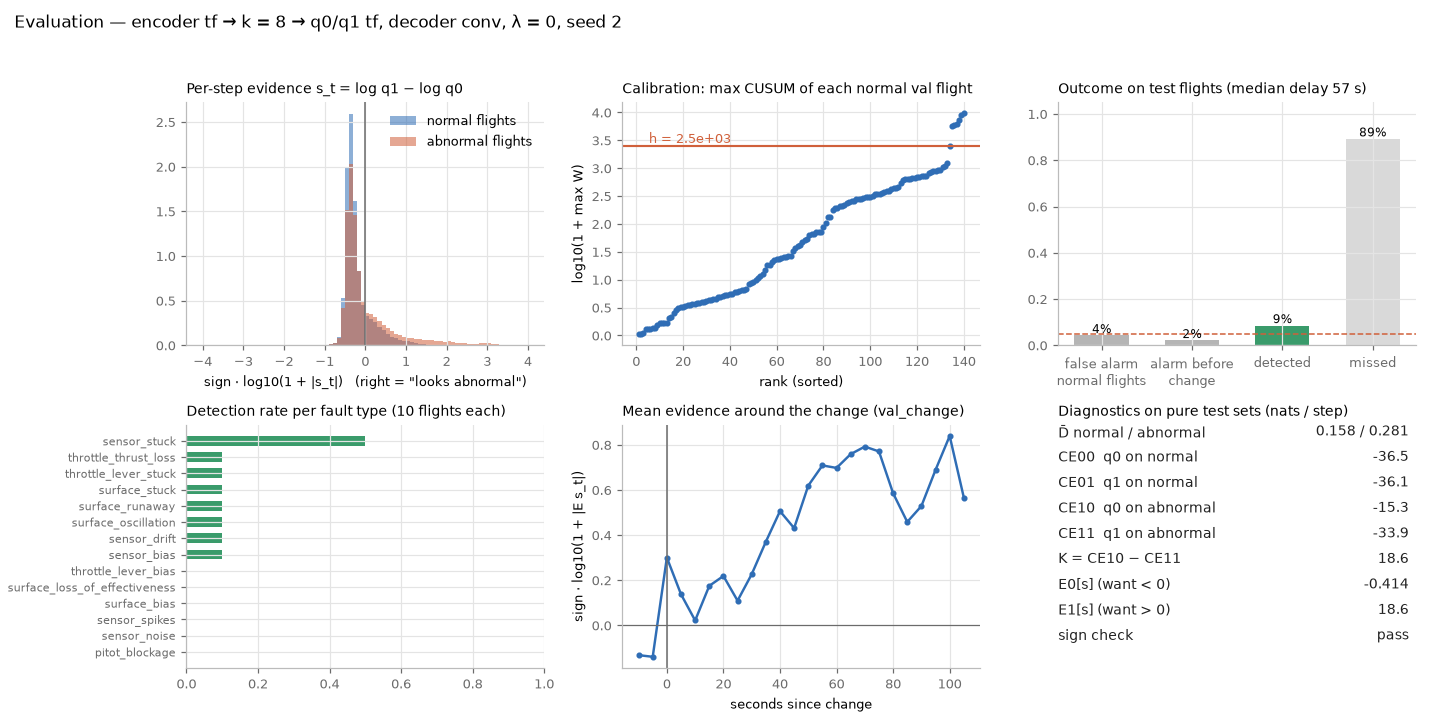 Evaluation — encoder tf → k = 8 → q0/q1 tf, decoder conv, λ = 0, seed 2
Per-step evidence s_t = log q1 − log q0
normal flights
abnormal flights
2.5
2.0
1.5
1.0
0.5
0.0
−4 −3 −2 −1 0 1 2 3 4
sign · log10(1 + |s_t|) (right = "looks abnormal")
Calibration: max CUSUM of each normal val flight
h = 2.5e+03
log10(1 + max W)
4.0
3.5
3.0
2.5
2.0
1.5
1.0
0.5
0.0
0 20 40 60 80 100 120 140
rank (sorted)
Outcome on test flights (median delay 57 s)
1.0
0.8
0.6
0.4
0.2
0.0
4%
2%
9%
89%
false alarm
normal flights
alarm before
change
detected
missed
Detection rate per fault type (10 flights each)
sensor_stuck
throttle_thrust_loss
throttle_lever_stuck
surface_stuck
surface_runaway
surface_oscillation
sensor_drift
sensor_bias
throttle_lever_bias
surface_loss_of_effectiveness
surface_bias
sensor_spikes
sensor_noise
pitot_blockage
0.0 0.2 0.4 0.6 0.8 1.0
Mean evidence around the change (val_change)
sign · log10(1 + |E s_t|)
0.8
0.6
0.4
0.2
0.0
0 20 40 60 80 100
seconds since change
Diagnostics on pure test sets (nats / step)
D̄ normal / abnormal 0.158 / 0.281
CE00 q0 on normal -36.5
CE01 q1 on normal -36.1
CE10 q0 on abnormal -15.3
CE11 q1 on abnormal -33.9
K = CE10 − CE11 18.6
E0[s] (want < 0) -0.414
E1[s] (want > 0) 18.6
sign check pass